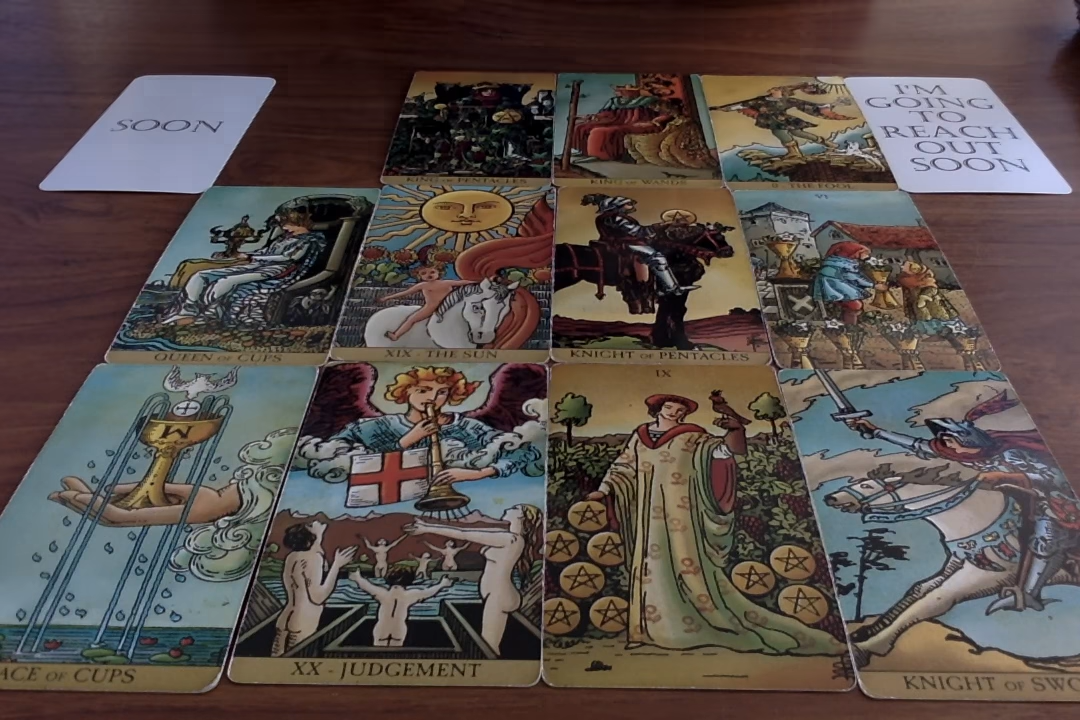 SOON
KING OF PENTACLES
KING OF WANDS
THE FOOL
I'M
GOING
TO
REACH
OUT
SOON
QUEEN OF CUPS
XIX - THE SUN
KNIGHT OF PENTACLES
VI
ACE OF CUPS
XX - JUDGEMENT
IX
KNIGHT OF SWO